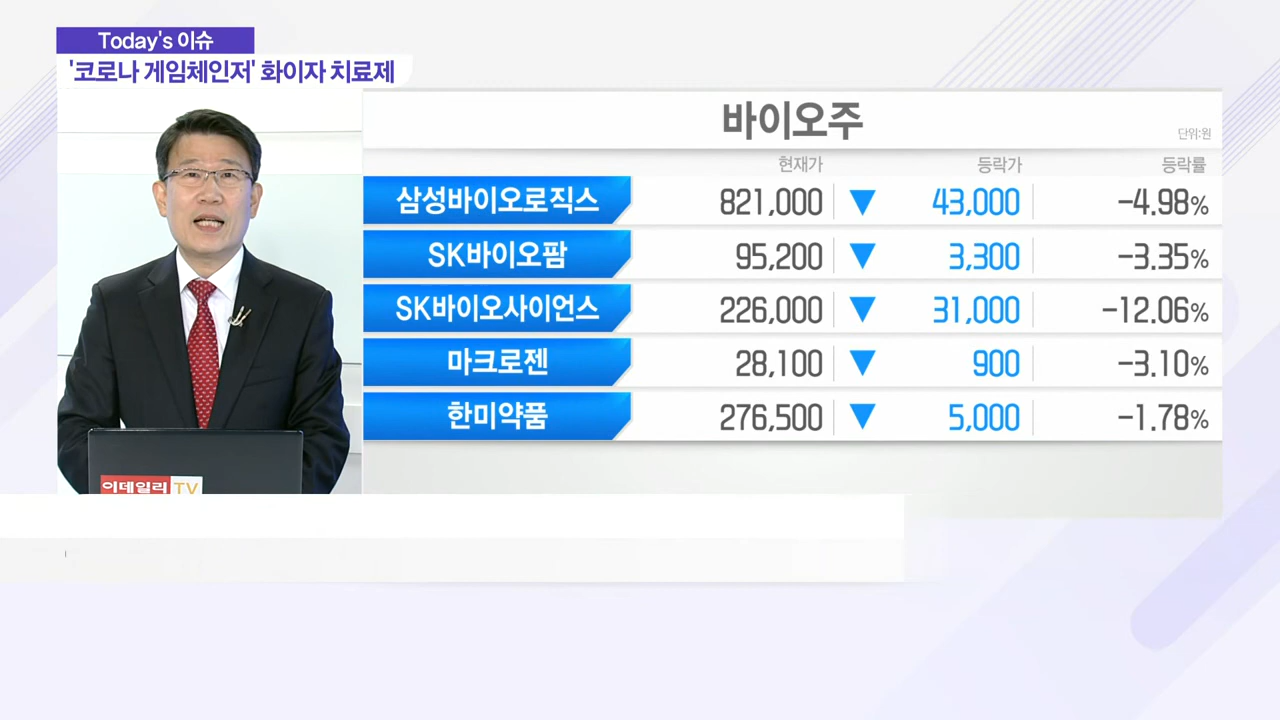 Today's 이슈
'코로나 게임체인저' 화이자 치료제
바이오주
단위:원
현재가 등락가 등락률
삼성바이오로직스 821,000 ▼ 43,000 -4.98%
SK바이오팜 95,200 ▼ 3,300 -3.35%
SK바이오사이언스 226,000 ▼ 31,000 -12.06%
마크로젠 28,100 ▼ 900 -3.10%
한미약품 276,500 ▼ 5,000 -1.78%
이데일리 TV